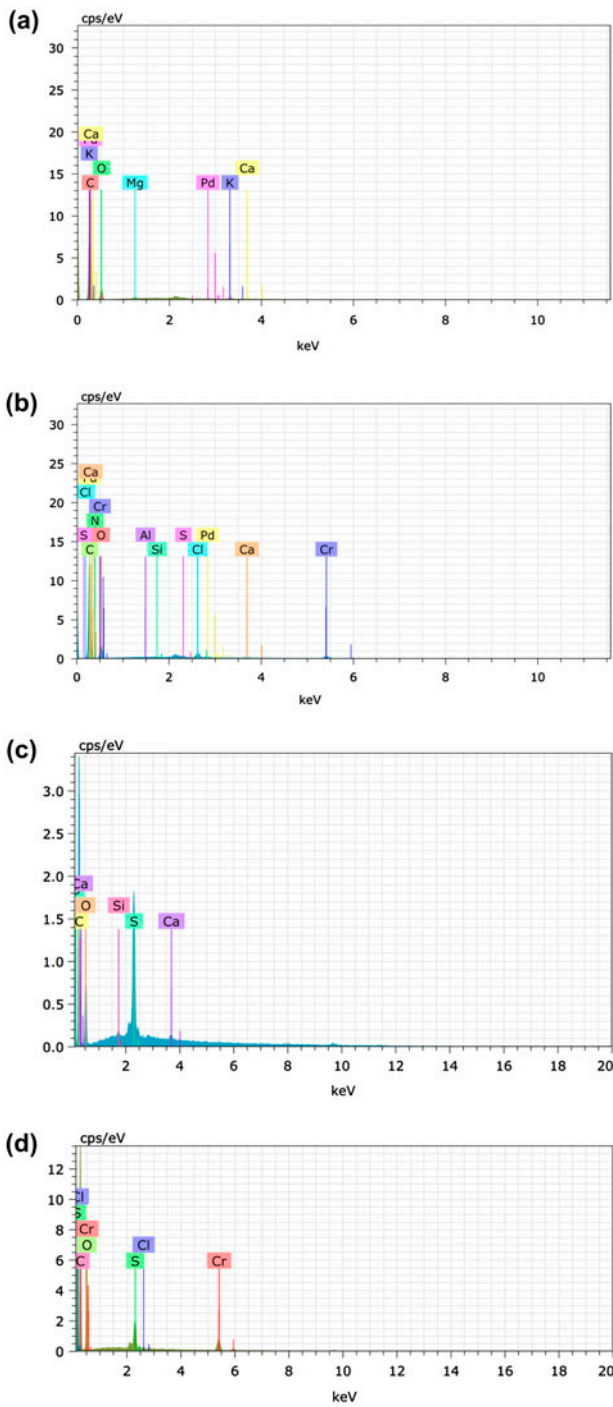 (a)
cps/eV
30
25
20
15
10
5
0
Ca
K
O
C
Mg
Pd
K
Ca
0 2 4 6 8 10
keV
(b)
cps/eV
30
25
20
15
10
5
0
Ca
Cl
Cr
N
S O
C
Al
Si
S
Cl
Pd
Ca
Cr
0 2 4 6 8 10
keV
(c)
cps/eV
3.0
2.5
2.0
1.5
1.0
0.5
0.0
Ca
O
C
Si
S
Ca
2 4 6 8 10 12 14 16 18 20
keV
(d)
cps/eV
12
10
8
6
4
2
0
Cl
S
Cr
O
C
S
Cl
Cr
2 4 6 8 10 12 14 16 18 20
keV